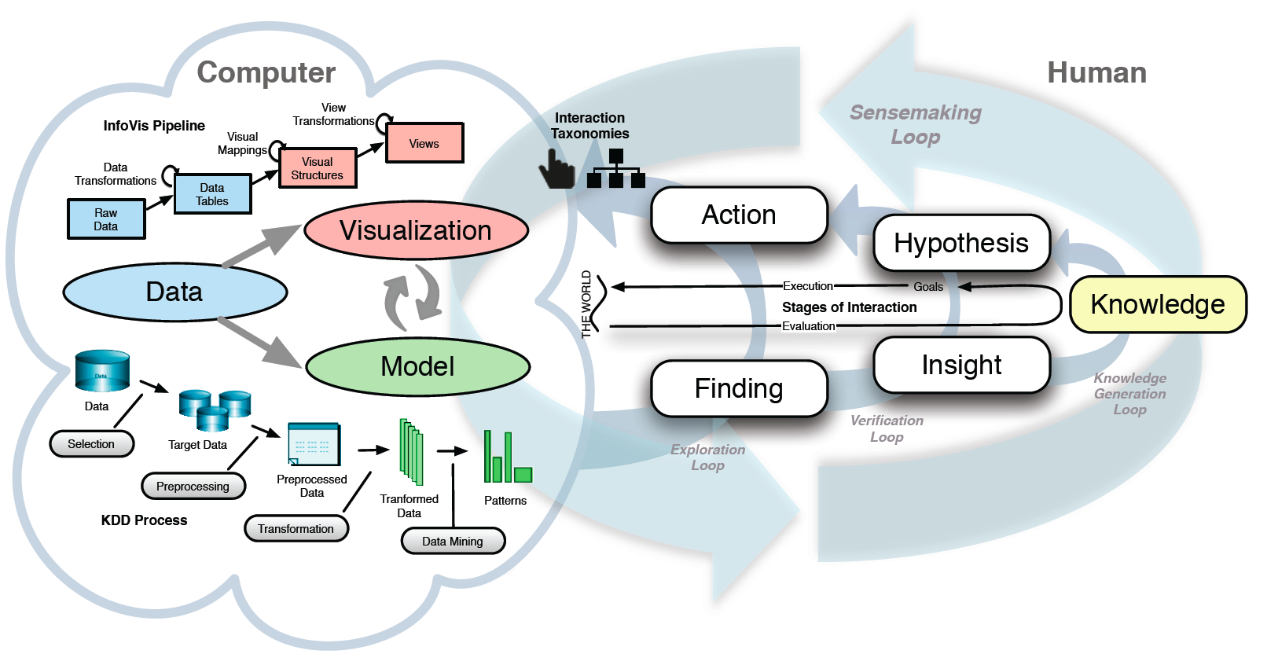 Computer
Human
InfoVis Pipeline
Raw
Data
Data
Transformations
Data
Tables
Visual
Mappings
Visual
Structures
View
Transformations
Views
Visualization
Data
Model
Data
Data
Selection
Target Data
Preprocessing
Preprocessed
Data
Transformation
Tranformed
Data
Data Mining
Patterns
KDD Process
Interaction
Taxonomies
Sensemaking
Loop
Action
Hypothesis
THE WORLD
Execution
Goals
Stages of Interaction
Evaluation
Knowledge
Finding
Insight
Exploration
Loop
Verification
Loop
Knowledge
Generation
Loop